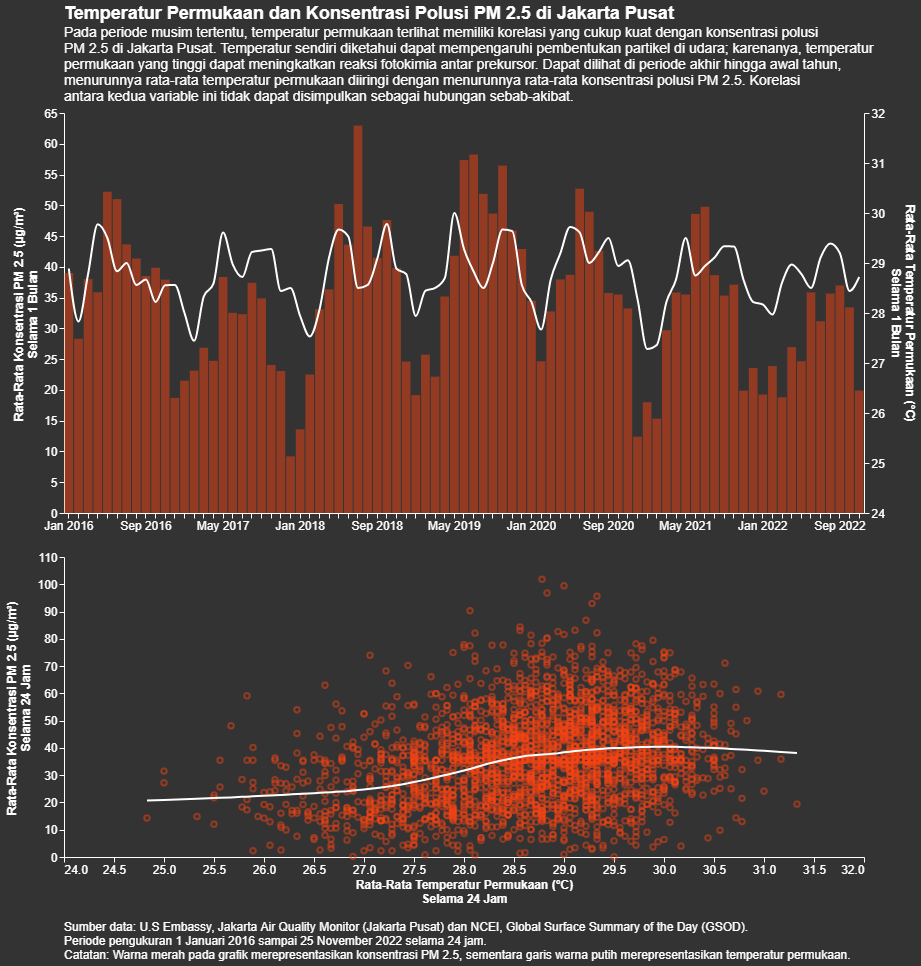 Temperatur Permukaan dan Konsentrasi Polusi PM 2.5 di Jakarta Pusat
Pada periode musim tertentu, temperatur permukaan terlihat memiliki korelasi yang cukup kuat dengan konsentrasi polusi
PM 2.5 di Jakarta Pusat. Temperatur sendiri diketahui dapat mempengaruhi pembentukan partikel di udara; karenanya, temperatur
permukaan yang tinggi dapat meningkatkan reaksi fotokimia antar prekursor. Dapat dilihat di periode akhir hingga awal tahun,
menurunnya rata-rata temperatur permukaan diiringi dengan menurunnya rata-rata konsentrasi polusi PM 2.5. Korelasi
antara kedua variable ini tidak dapat disimpulkan sebagai hubungan sebab-akibat.
Rata-Rata Konsentrasi PM 2.5 (µg/m³)
Selama 1 Bulan
65
60
55
50
45
40
35
30
25
20
15
10
5
0
32
31
30
29
28
27
26
25
24
Rata-Rata Temperatur Permukaan (°C)
Selama 1 Bulan
Jan 2016 Sep 2016 May 2017 Jan 2018 Sep 2018 May 2019 Jan 2020 Sep 2020 May 2021 Jan 2022 Sep 2022
Rata-Rata Konsentrasi PM 2.5 (µg/m³)
Selama 24 Jam
110
100
90
80
70
60
50
40
30
20
10
0
24.0 24.5 25.0 25.5 26.0 26.5 27.0 27.5 28.0 28.5 29.0 29.5 30.0 30.5 31.0 31.5 32.0
Rata-Rata Temperatur Permukaan (°C)
Selama 24 Jam
Sumber data: U.S Embassy, Jakarta Air Quality Monitor (Jakarta Pusat) dan NCEI, Global Surface Summary of the Day (GSOD).
Periode pengukuran 1 Januari 2016 sampai 25 November 2022 selama 24 jam.
Catatan: Warna merah pada grafik merepresentasikan konsentrasi PM 2.5, sementara garis warna putih merepresentasikan temperatur permukaan.